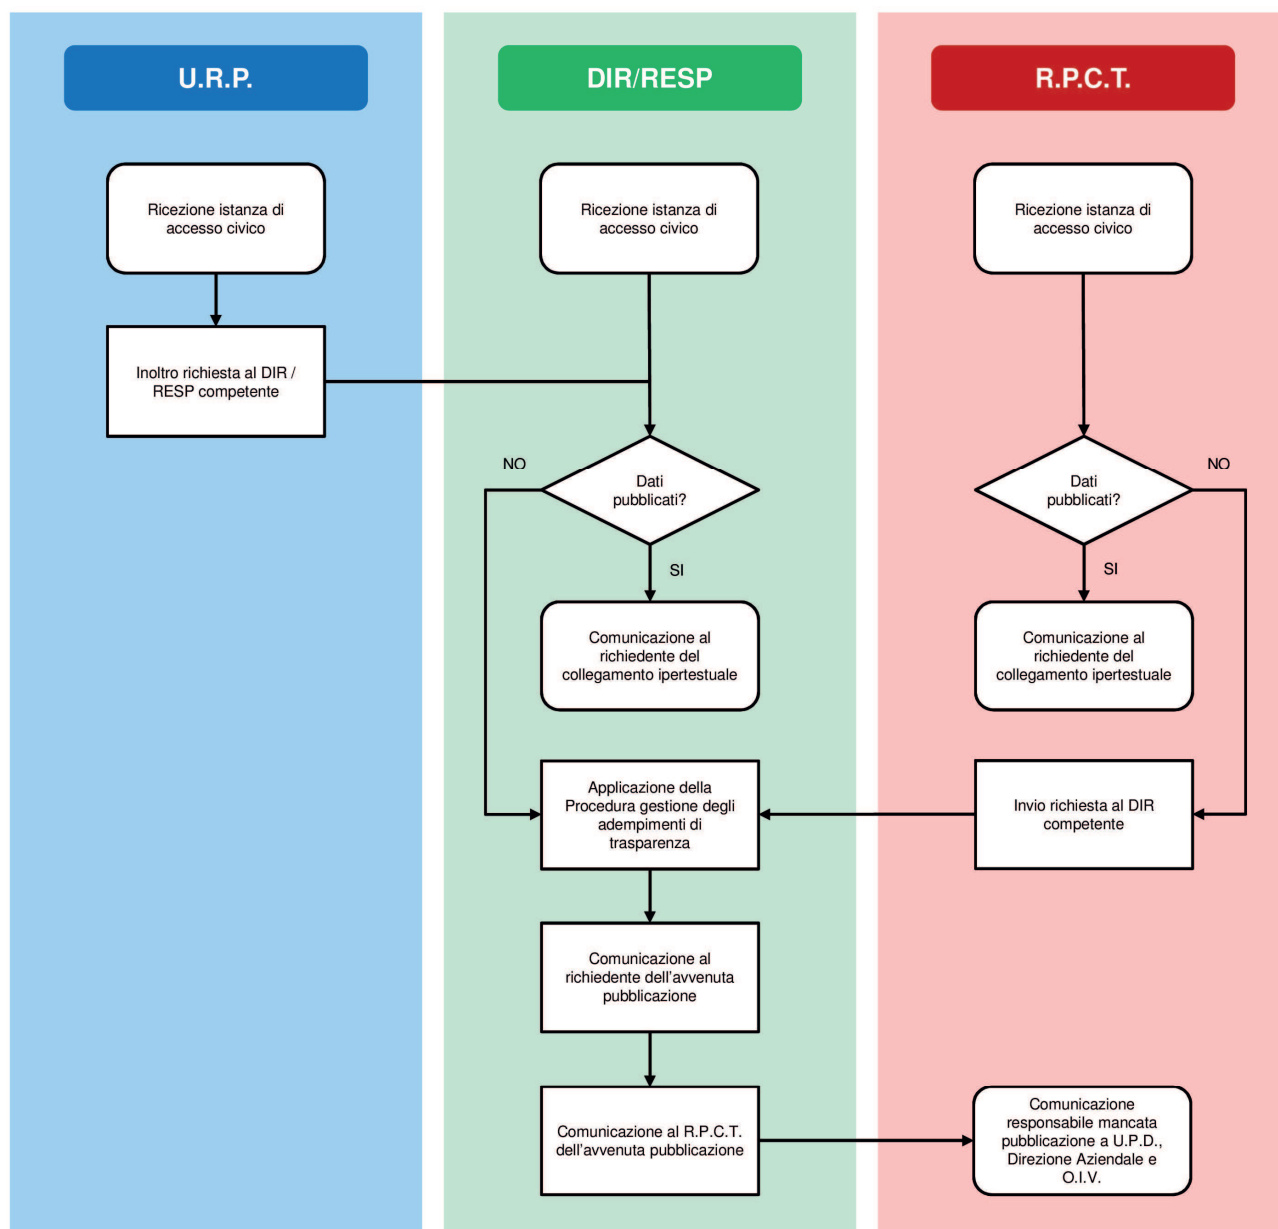 U.R.P.
DIR/RESP
R.P.C.T.
Ricezione istanza di
accesso civico
Ricezione istanza di
accesso civico
Ricezione istanza di
accesso civico
Inoltro richiesta al DIR /
RESP competente
NO
Dati
pubblicati?
SI
Dati
pubblicati?
NO
SI
Comunicazione al
richiedente del
collegamento ipertestuale
Comunicazione al
richiedente del
collegamento ipertestuale
Applicazione della
Procedura gestione degli
adempimenti di
trasparenza
Invio richiesta al DIR
competente
Comunicazione al
richiedente dell'avvenuta
pubblicazione
Comunicazione al R.P.C.T.
dell'avvenuta pubblicazione
Comunicazione
responsabile mancata
pubblicazione a U.P.D.,
Direzione Aziendale e
O.I.V.